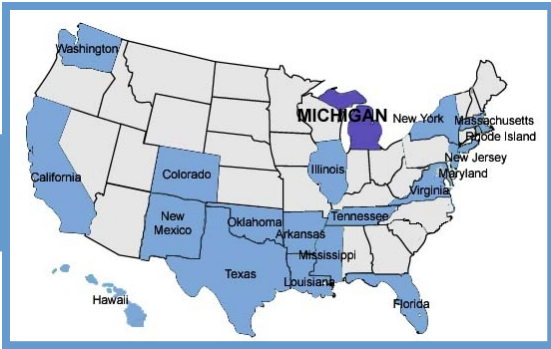 Washington
MICHIGAN
New York
Massachusetts
Rhode Island
New Jersey
Maryland
Illinois
California
Colorado
Virginia
New
Mexico
Oklahoma
Tennessee
Arkansas
Mississippi
Texas
Louisiana
Hawaii
Florida